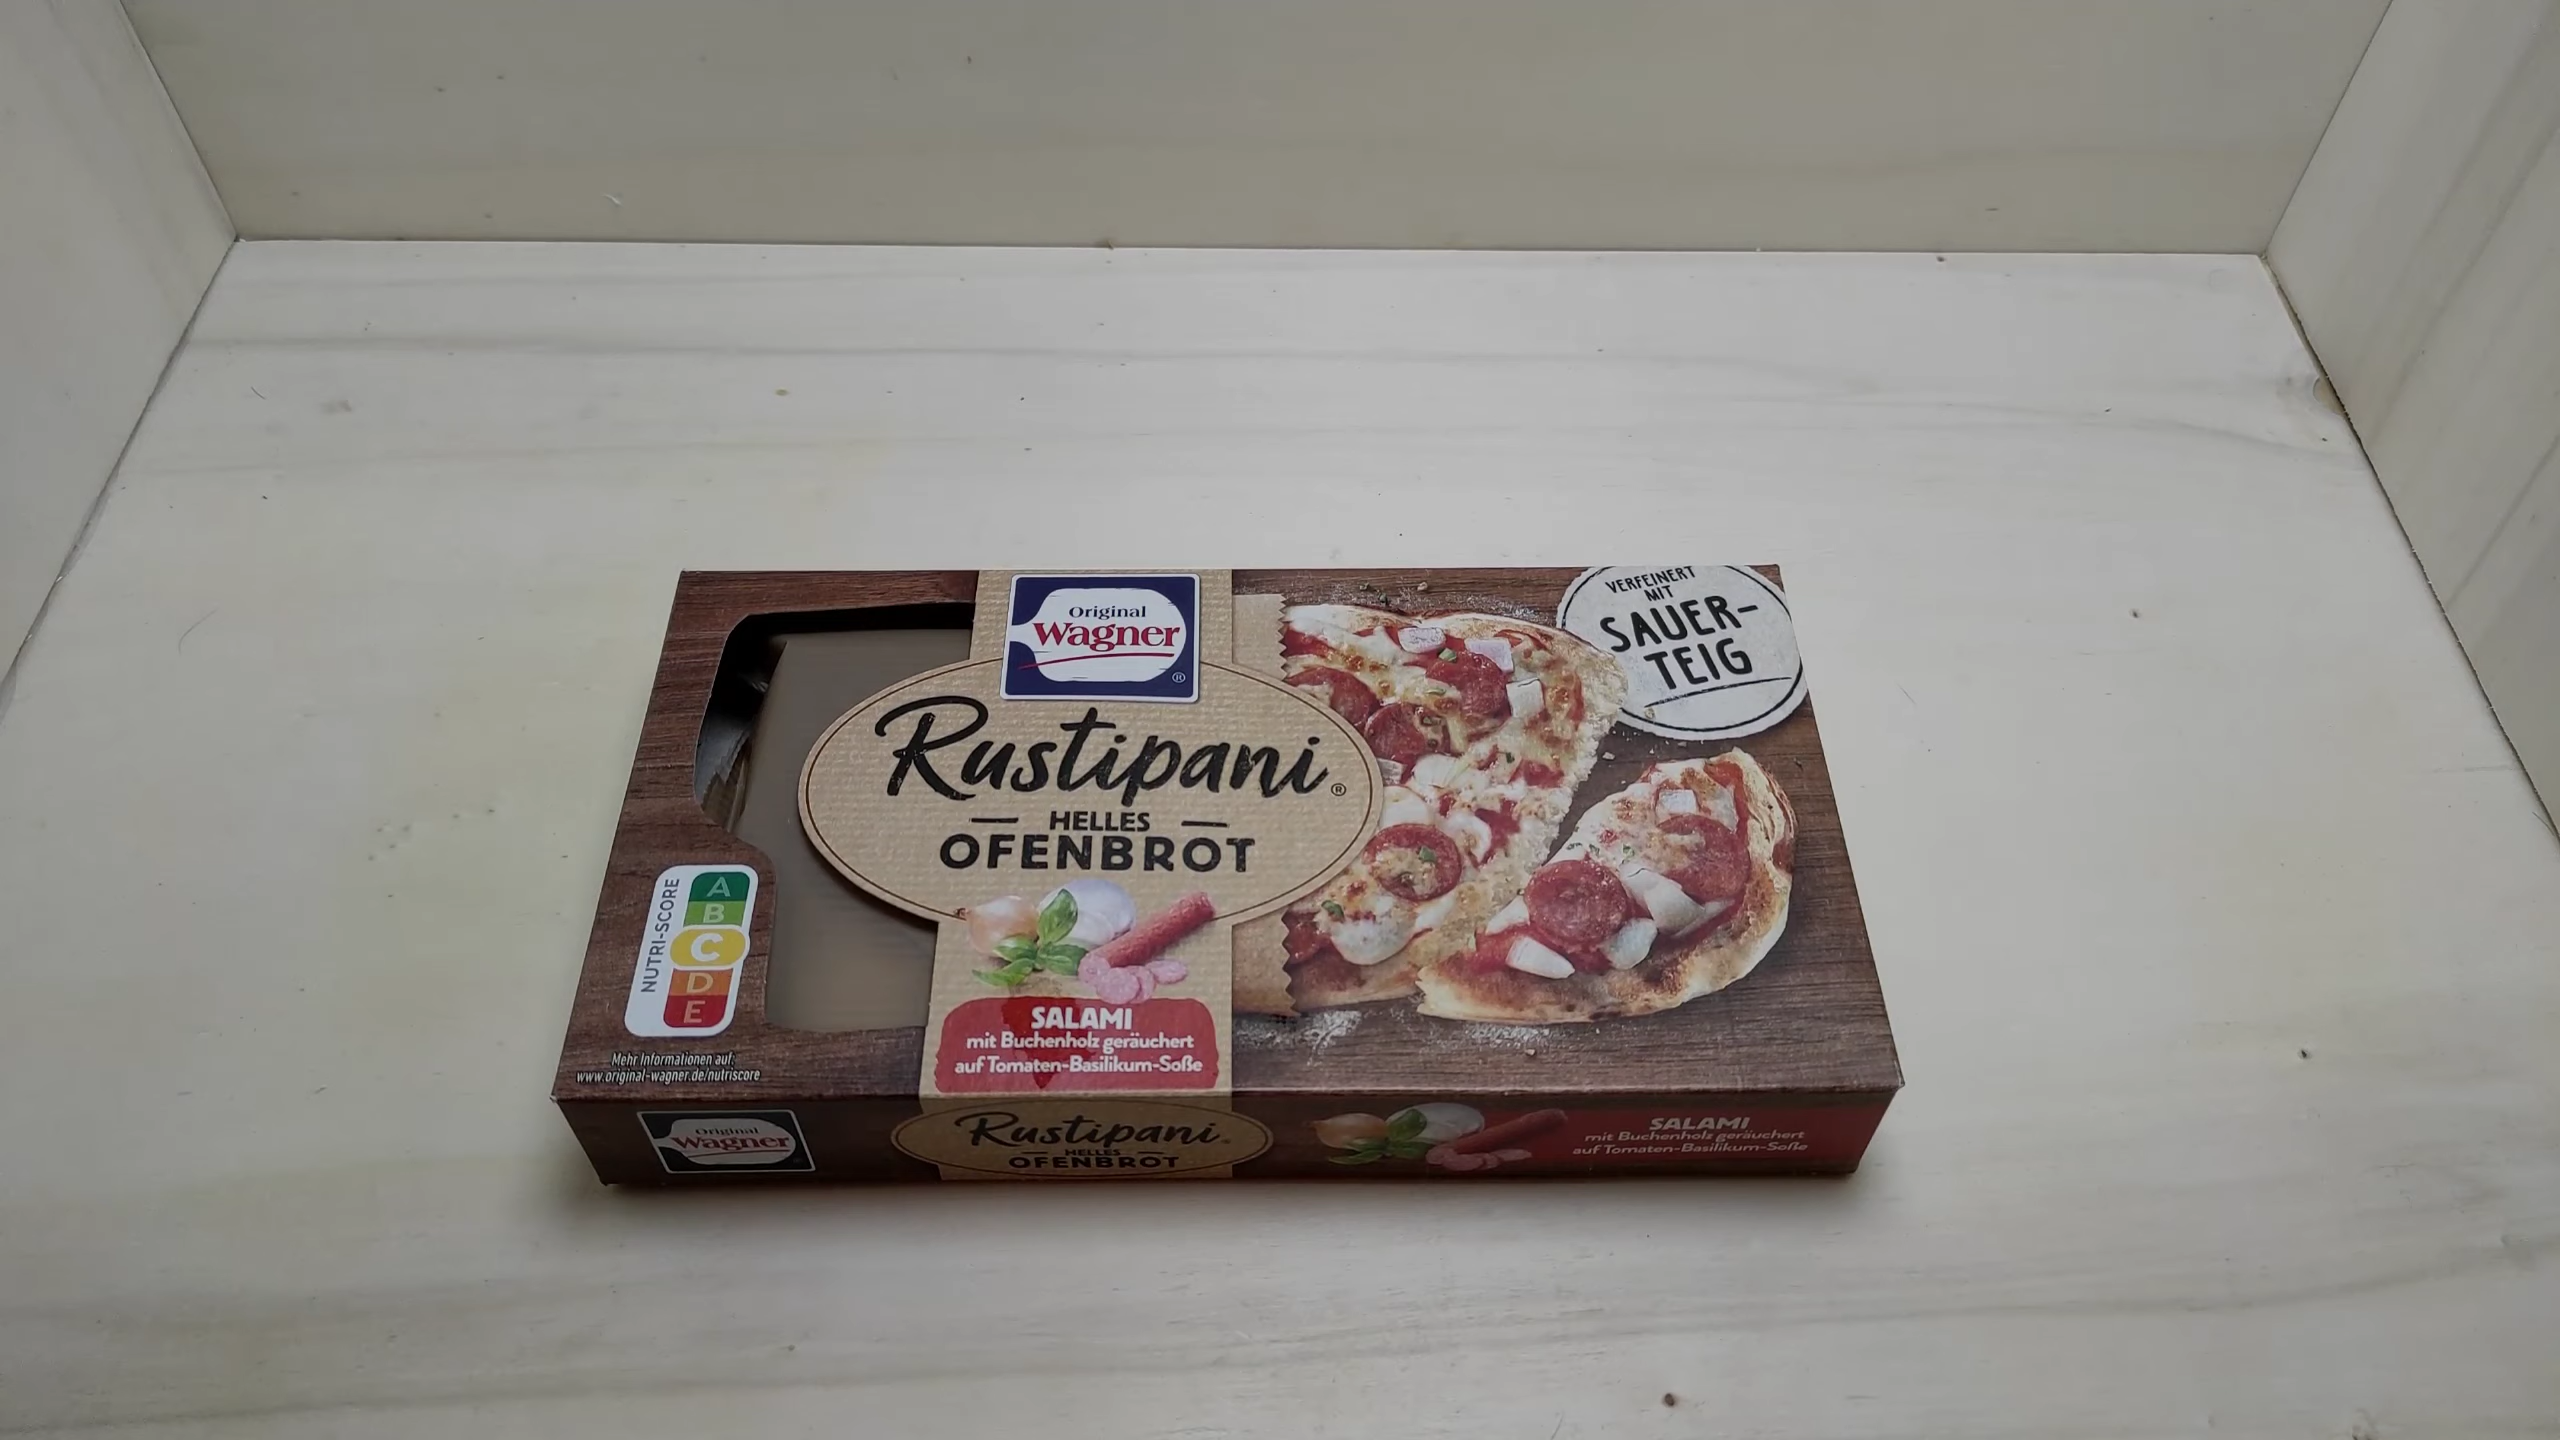 Original
Wagner
®
VERFEINERT
MIT
SAUER-
TEIG
Rustipani®
HELLES
OFENBROT
NUTRI-SCORE
A
B
C
D
E
SALAMI
mit Buchenholz geräuchert
auf Tomaten-Basilikum-Soße
Mehr Informationen auf:
www.original-wagner.de/nutriscore
Original
Wagner
Rustipani
HELLES
OFENBROT
SALAMI
mit Buchenholz geräuchert
auf Tomaten-Basilikum-Soße